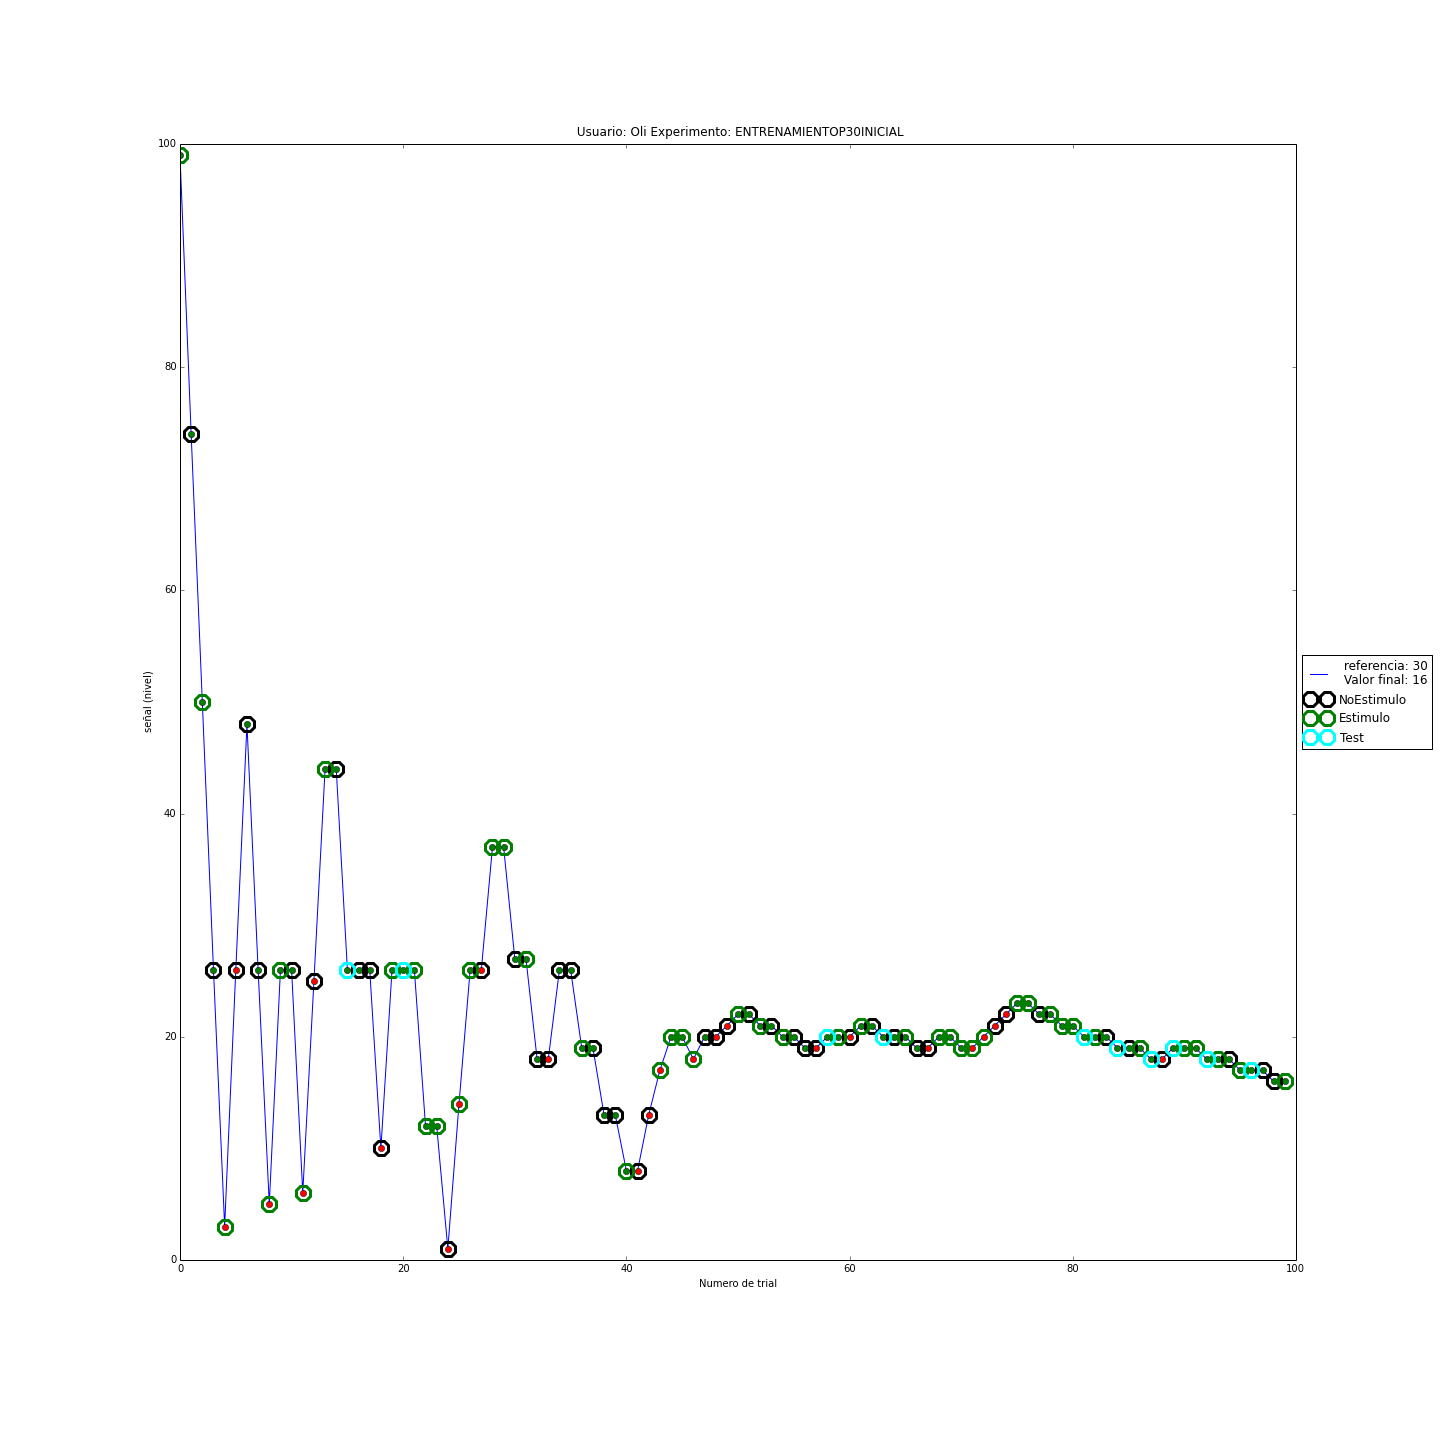 Usuario: Oli Experimento: ENTRENAMIENTOP30INICIAL
100
80
60
40
20
0
señal (nivel)
0 20 40 60 80 100
Numero de trial
referencia: 30
Valor final: 16
NoEstimulo
Estimulo
Test